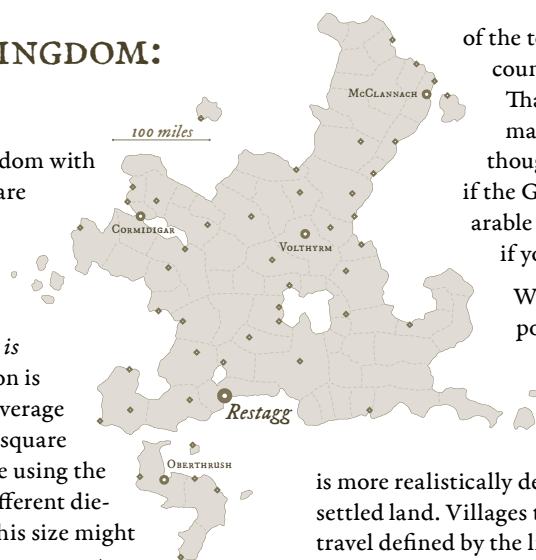 INGDOM:
of the t
coun
Tha
ma
though
if the G
arable
if yo
W
po
McClannach
100 miles
dom with
are
Cormidigar
Volthyrm
is
on is
verage
square
e using the
fferent die-
his size might
Restagg
Oberthrush
is more realistically de
settled land. Villages t
travel defined by the li